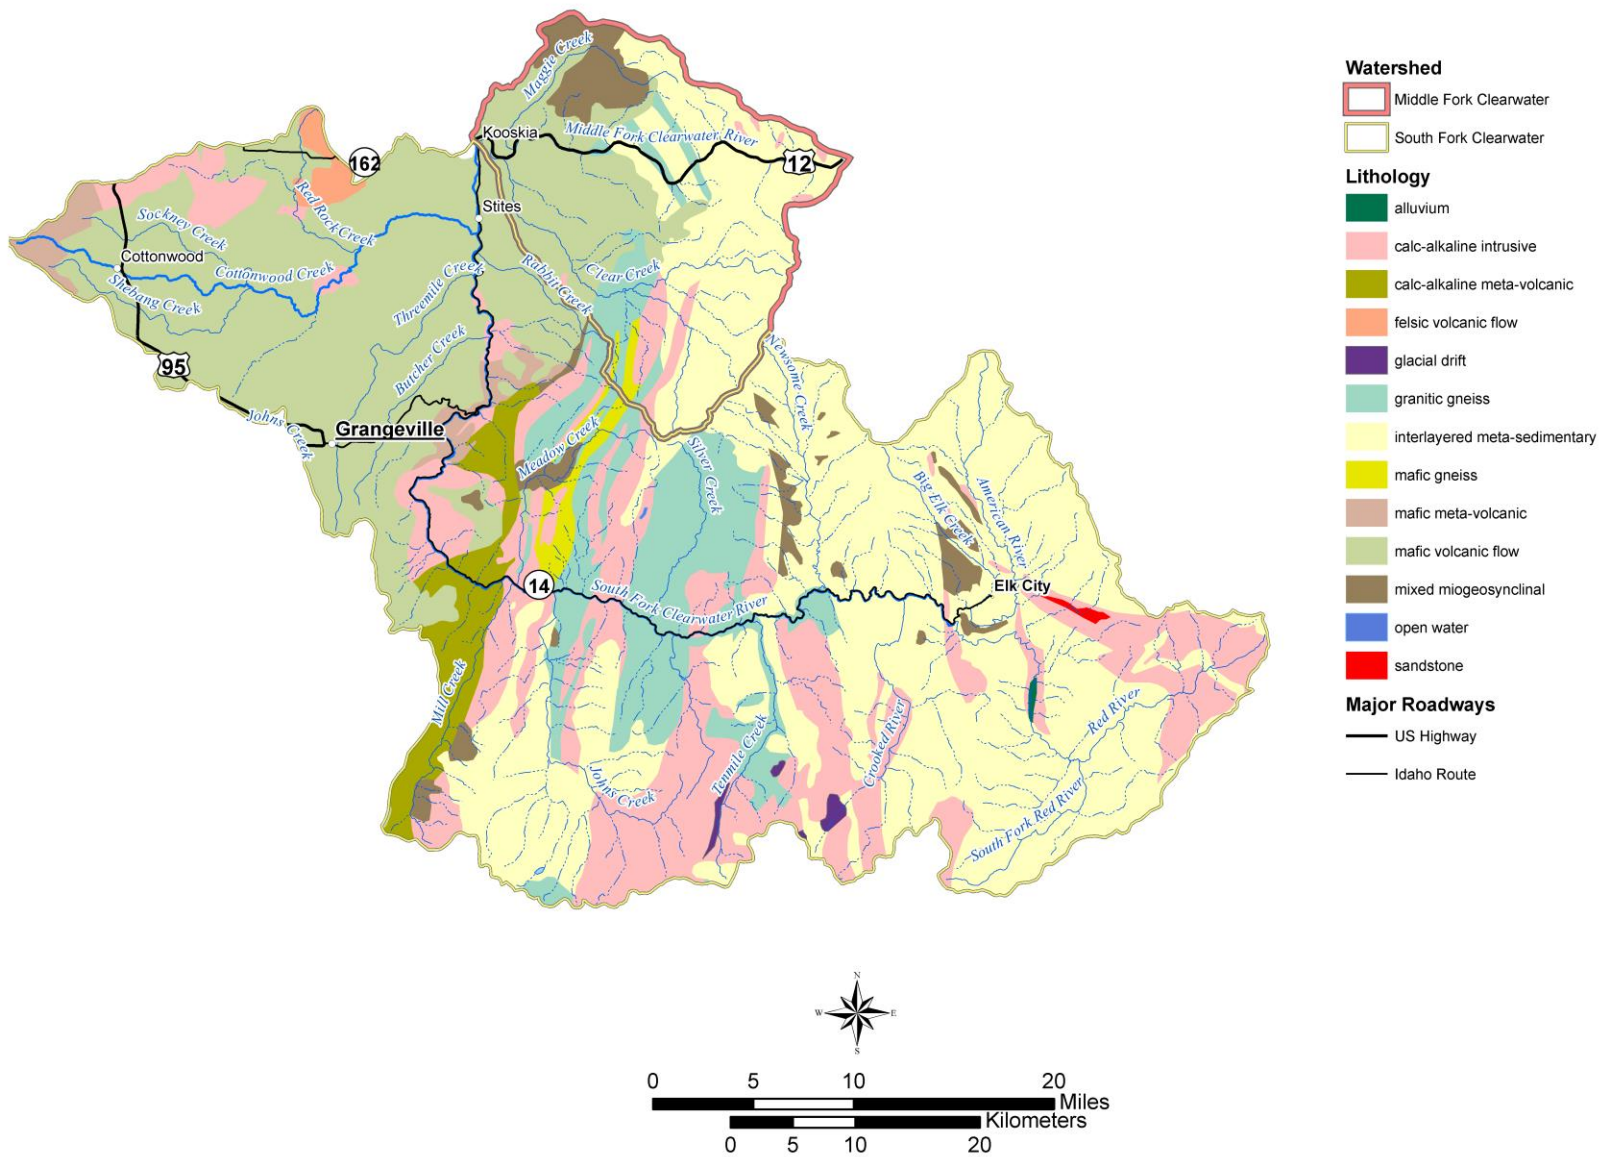 Maggie Creek
Kooskia
Middle Fork Clearwater River
12
162
Red Rock Creek
Sockney Creek
Stites
Cottonwood
Cottonwood Creek
Shebang Creek
Threemile Creek
Rabbit Creek
Clear Creek
95
Butcher Creek
Newsome Creek
Johns Creek
Grangeville
Meadow Creek
Silver Creek
Big Elk Creek
American River
14
South Fork Clearwater River
Elk City
Mill Creek
Johns Creek
Tenmile Creek
Crooked River
Red River
South Fork Red River
Watershed
Middle Fork Clearwater
South Fork Clearwater
Lithology
alluvium
calc-alkaline intrusive
calc-alkaline meta-volcanic
felsic volcanic flow
glacial drift
granitic gneiss
interlayered meta-sedimentary
mafic gneiss
mafic meta-volcanic
mafic volcanic flow
mixed miogeosynclinal
open water
sandstone
Major Roadways
US Highway
Idaho Route
N
W E
S
0 5 10 20
Miles
Kilometers
0 5 10 20